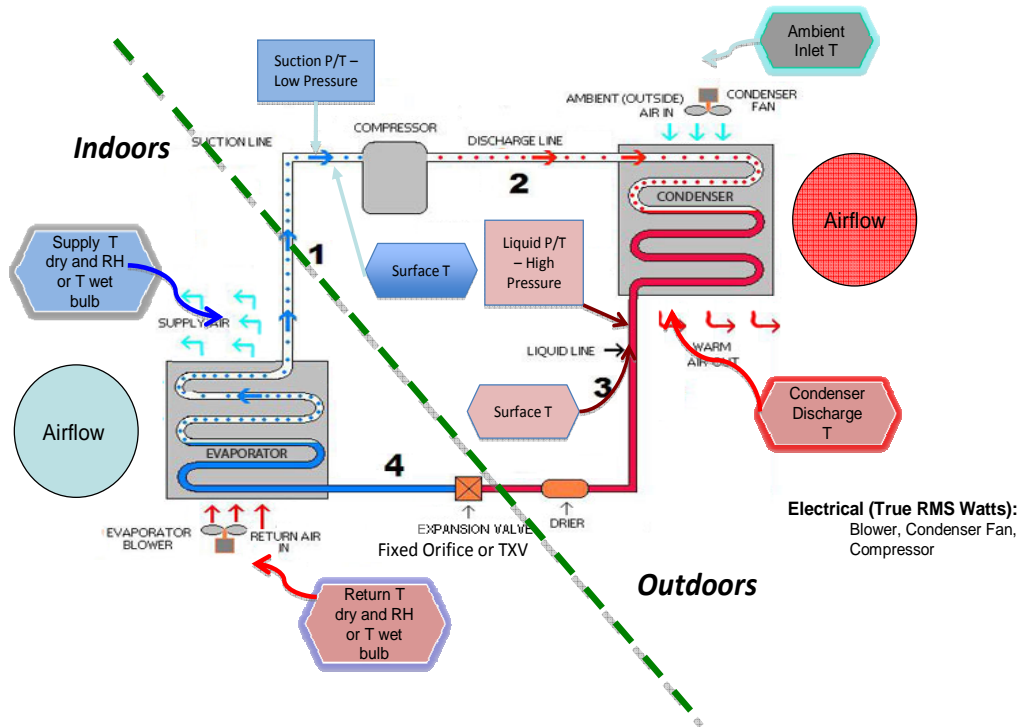 Ambient
Inlet T
Suction P/T –
Low Pressure
AMBIENT (OUTSIDE)
AIR IN
CONDENSER
FAN
Indoors
SUCTION LINE
COMPRESSOR
DISCHARGE LINE
2
CONDENSER
Airflow
Supply T
dry and RH
or T wet
bulb
1
Surface T
Liquid P/T
– High
Pressure
SUPPLY AIR
LIQUID LINE
WARM
AIR OUT
3
Surface T
Condenser
Discharge
T
Airflow
EVAPORATOR
4
EVAPORATOR
BLOWER
RETURN AIR
IN
EXPANSION VALVE
Fixed Orifice or TXV
DRIER
Electrical (True RMS Watts):
Blower, Condenser Fan,
Compressor
Outdoors
Return T
dry and RH
or T wet
bulb